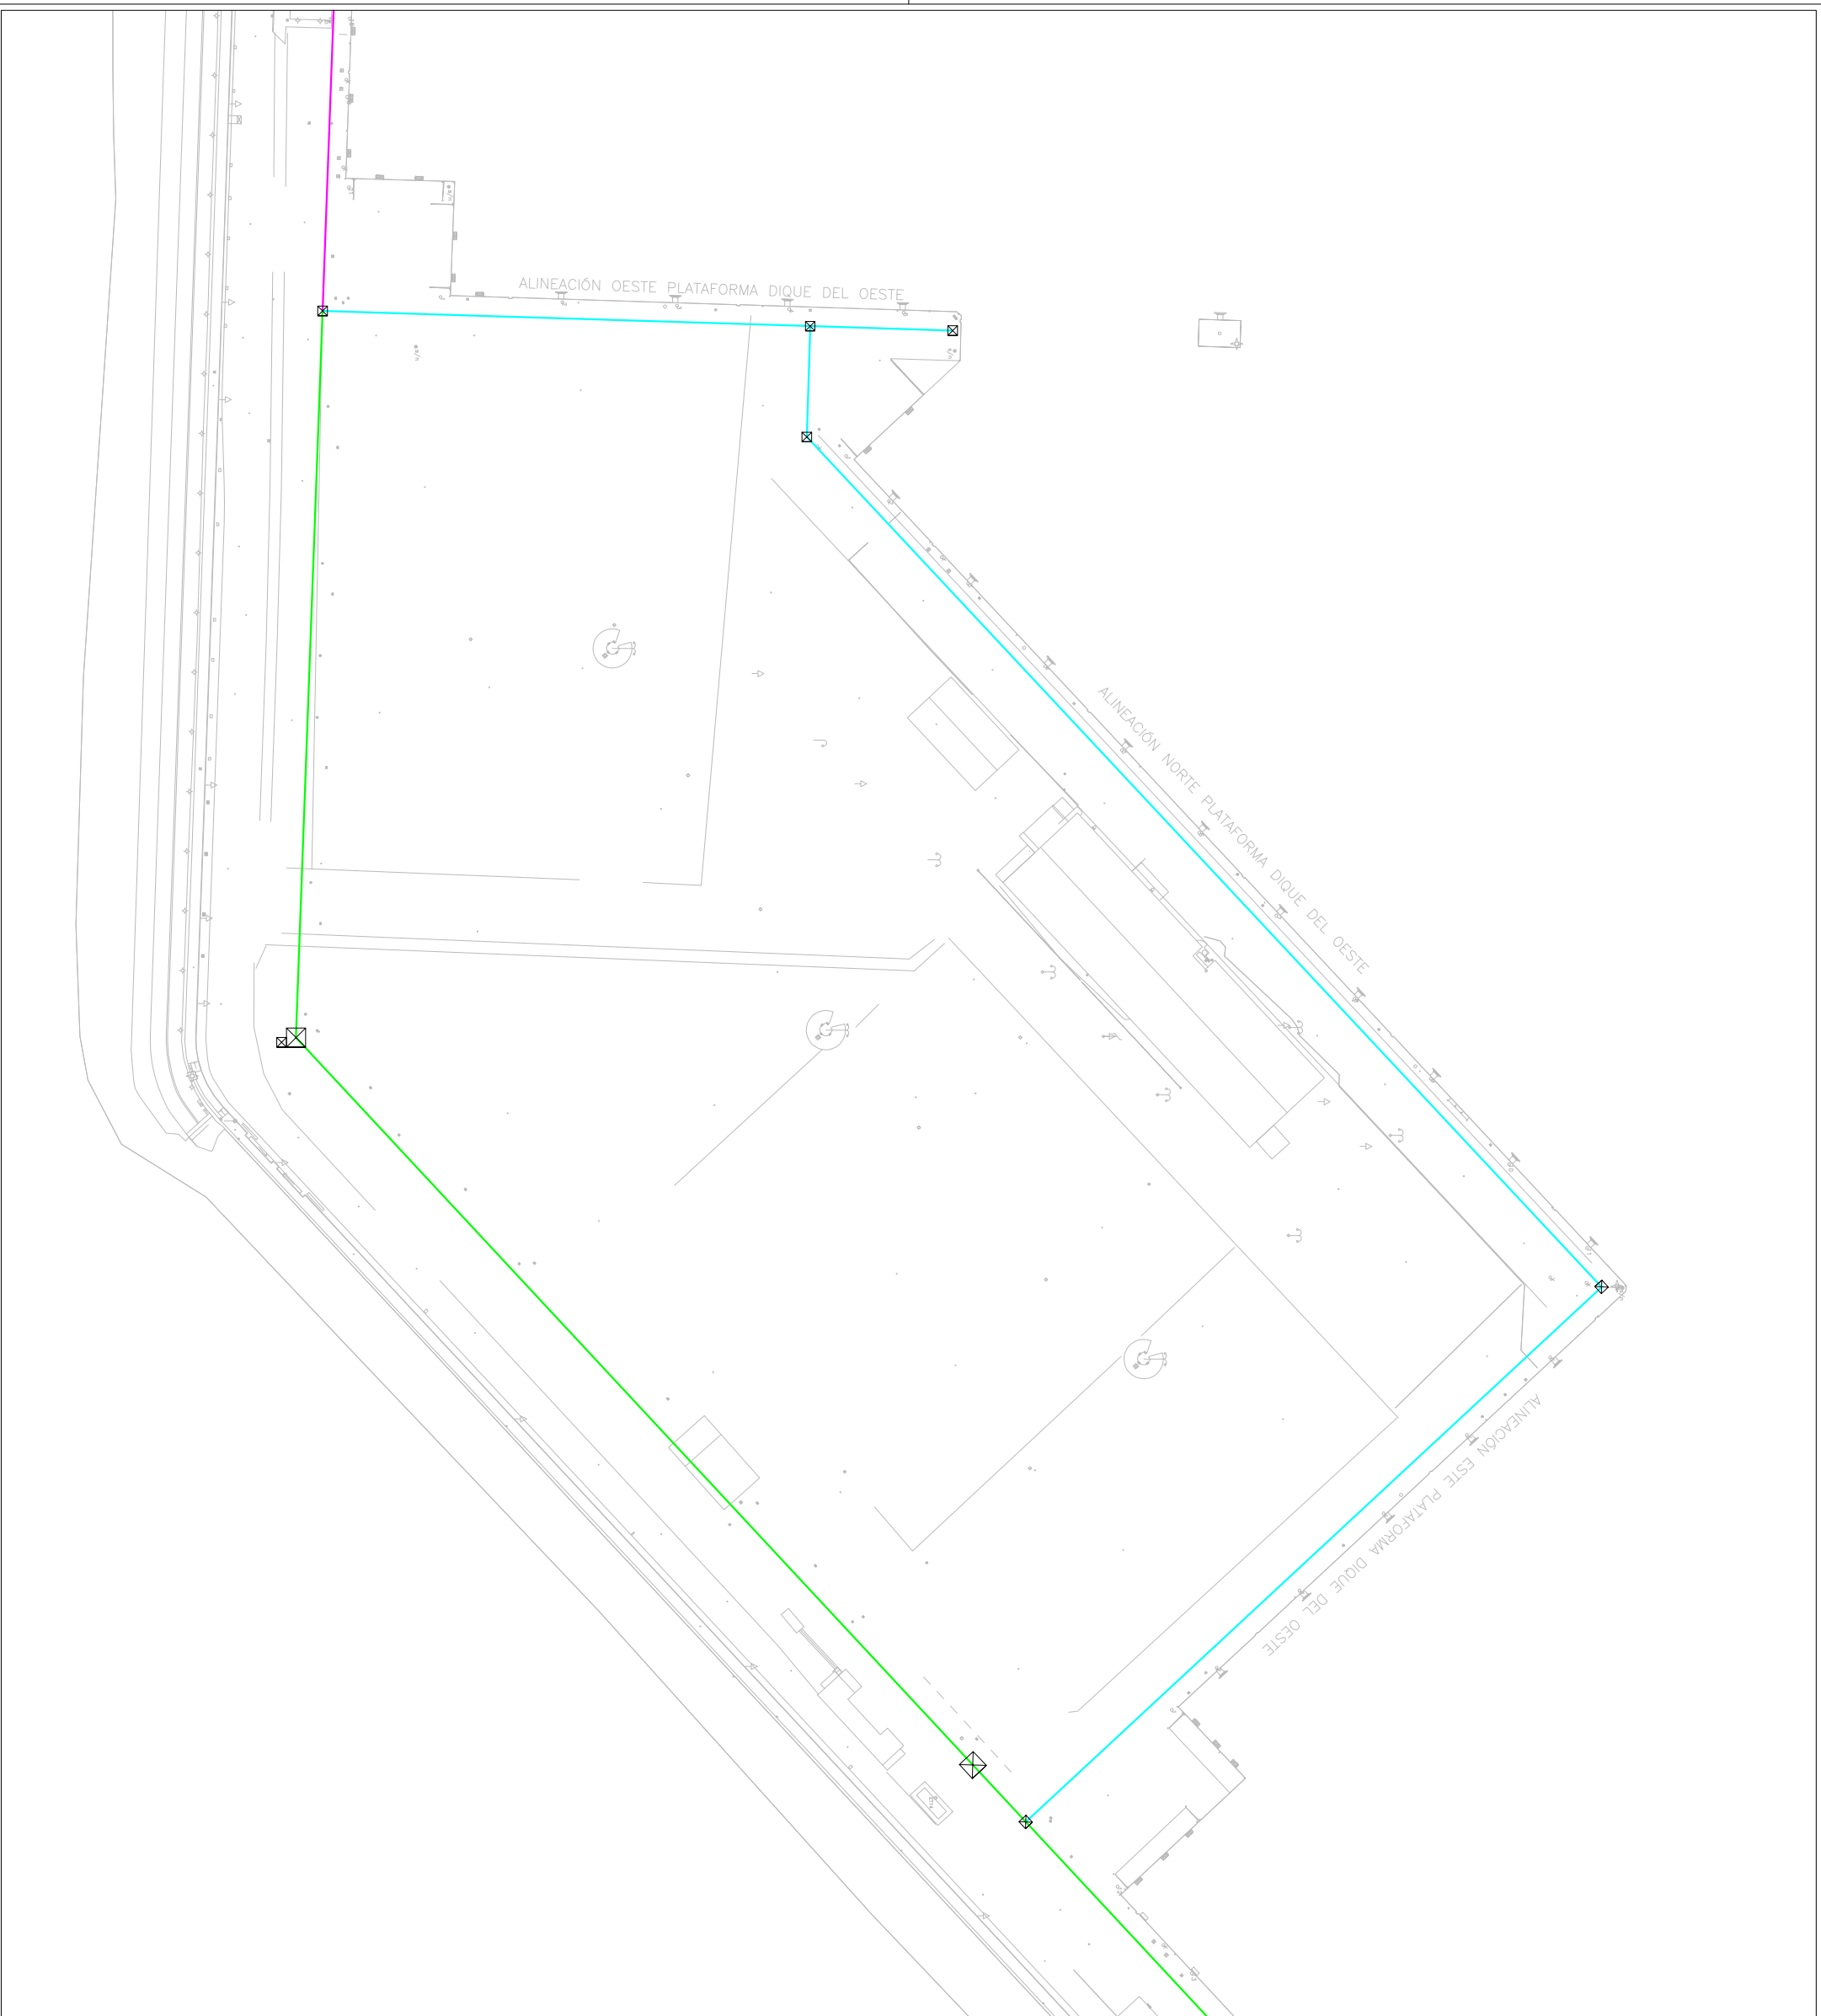 ALINEACIÓN OESTE PLATAFORMA DIQUE DEL OESTE
ALINEACIÓN NORTE PLATAFORMA DIQUE DEL OESTE
ALINEACIÓN ESTE PLATAFORMA DIQUE DEL OESTE